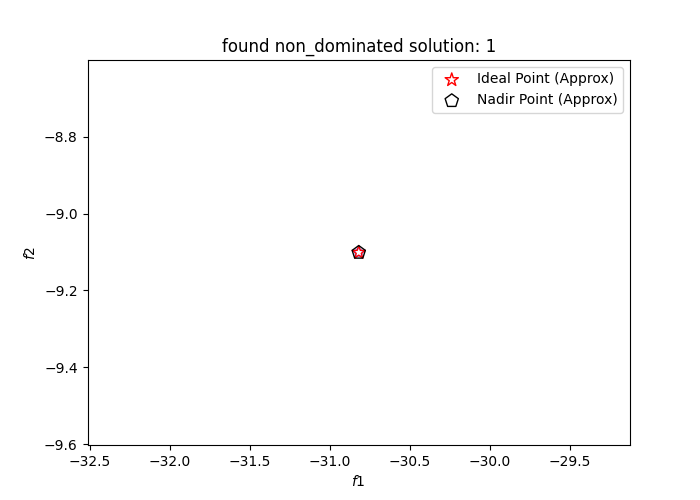 found non_dominated solution: 1
Ideal Point (Approx)
Nadir Point (Approx)
−8.8
−9.0
−9.2
−9.4
−9.6
f2
−32.5 −32.0 −31.5 −31.0 −30.5 −30.0 −29.5
f1